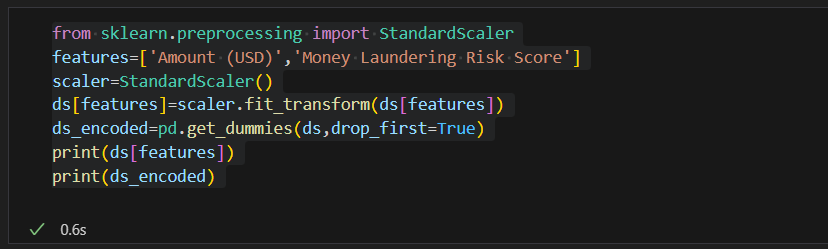 from sklearn.preprocessing import StandardScaler
features=['Amount (USD)','Money Laundering Risk Score']
scaler=StandardScaler()
ds[features]=scaler.fit_transform(ds[features])
ds_encoded=pd.get_dummies(ds,drop_first=True)
print(ds[features])
print(ds_encoded)
0.6s